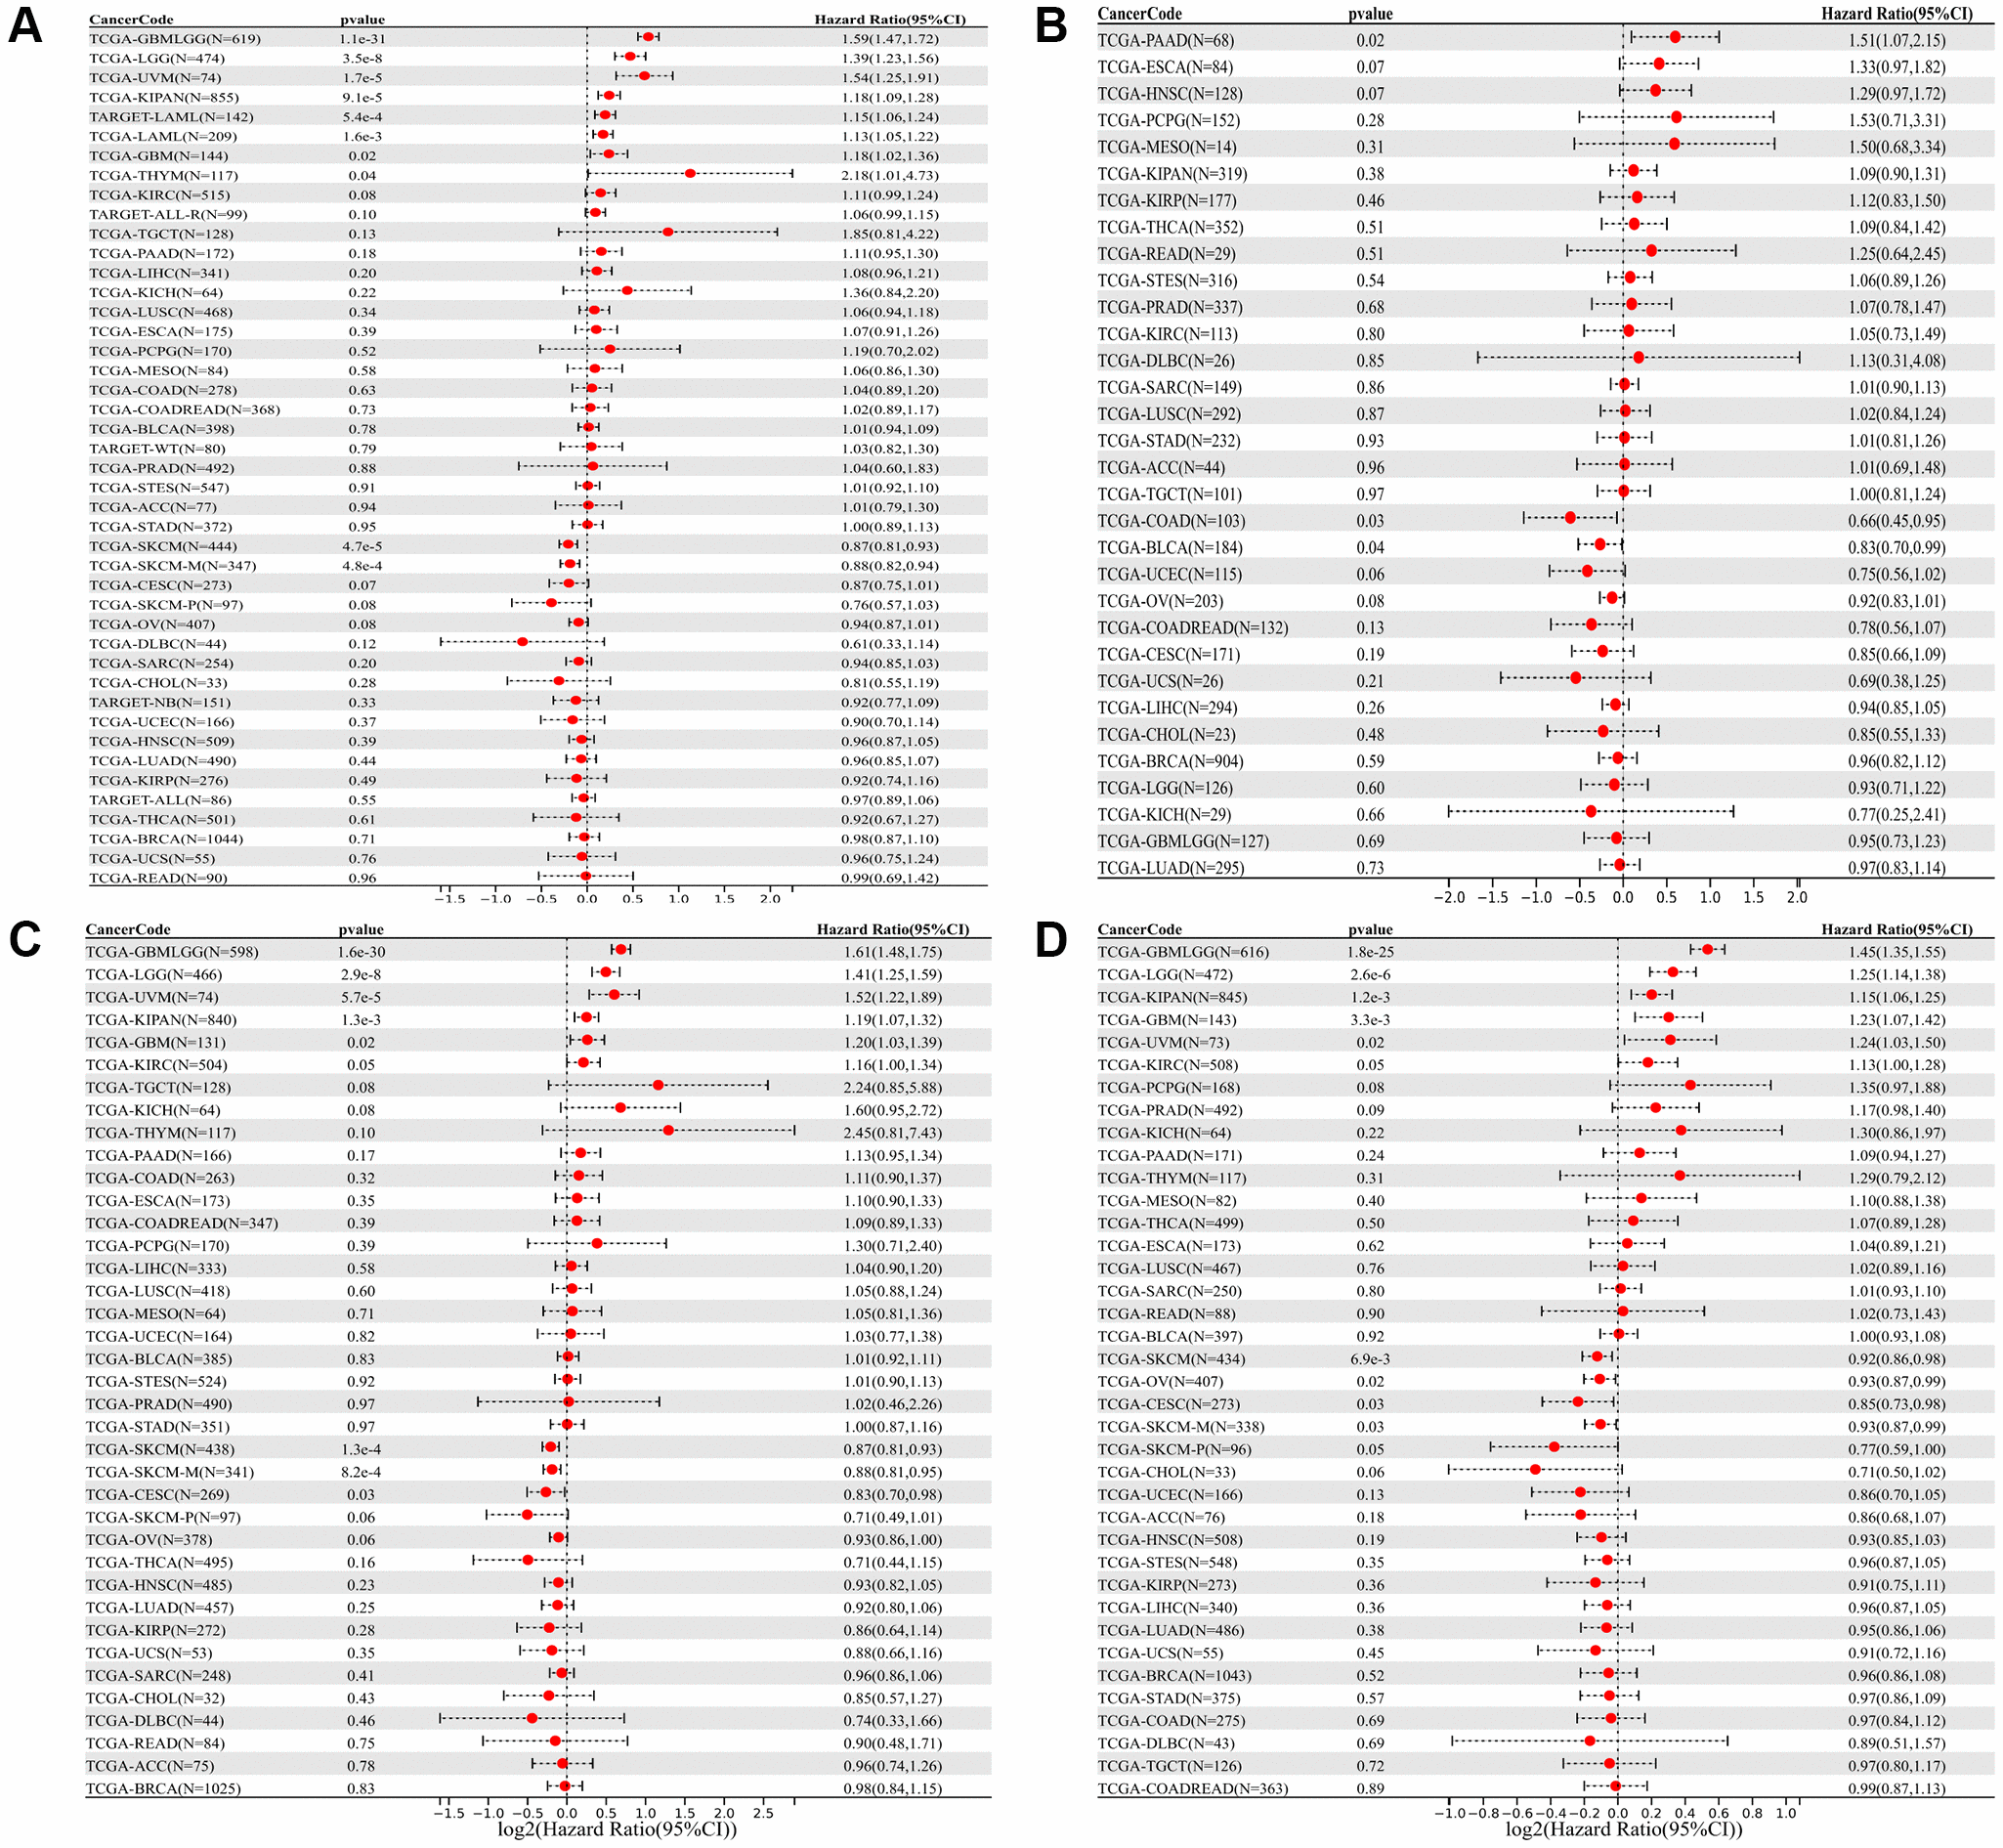 A
CancerCode pvalue Hazard Ratio(95%CI)
TCGA-GBMLGG(N=619) 1.1e-31 1.59(1.47,1.72)
TCGA-LGG(N=474) 3.5e-8 1.39(1.23,1.56)
TCGA-UVM(N=74) 1.7e-5 1.54(1.25,1.91)
TCGA-KIPAN(N=855) 9.1e-5 1.18(1.09,1.28)
TARGET-LAML(N=142) 5.4e-4 1.15(1.06,1.24)
TCGA-LAML(N=209) 1.6e-3 1.13(1.05,1.22)
TCGA-GBM(N=144) 0.02 1.18(1.02,1.36)
TCGA-THYM(N=117) 0.04 2.18(1.01,4.73)
TCGA-KIRC(N=515) 0.08 1.11(0.99,1.24)
TARGET-ALL-R(N=99) 0.10 1.06(0.99,1.15)
TCGA-TGCT(N=128) 0.13 1.85(0.81,4.22)
TCGA-PAAD(N=172) 0.18 1.11(0.95,1.30)
TCGA-LIHC(N=341) 0.20 1.08(0.96,1.21)
TCGA-KICH(N=64) 0.22 1.36(0.84,2.20)
TCGA-LUSC(N=468) 0.34 1.06(0.94,1.18)
TCGA-ESCA(N=175) 0.39 1.07(0.91,1.26)
TCGA-PCPG(N=170) 0.52 1.19(0.70,2.02)
TCGA-MESO(N=84) 0.58 1.06(0.86,1.30)
TCGA-COAD(N=278) 0.63 1.04(0.89,1.20)
TCGA-COADREAD(N=368) 0.73 1.02(0.89,1.17)
TCGA-BLCA(N=398) 0.78 1.01(0.94,1.09)
TARGET-WT(N=80) 0.79 1.03(0.82,1.30)
TCGA-PRAD(N=492) 0.88 1.04(0.60,1.83)
TCGA-STES(N=547) 0.91 1.01(0.92,1.10)
TCGA-ACC(N=77) 0.94 1.01(0.79,1.30)
TCGA-STAD(N=372) 0.95 1.00(0.89,1.13)
TCGA-SKCM(N=444) 4.7e-5 0.87(0.81,0.93)
TCGA-SKCM-M(N=347) 4.8e-4 0.88(0.82,0.94)
TCGA-CESC(N=273) 0.07 0.87(0.75,1.01)
TCGA-SKCM-P(N=97) 0.08 0.76(0.57,1.03)
TCGA-OV(N=407) 0.08 0.94(0.87,1.01)
TCGA-DLBC(N=44) 0.12 0.61(0.33,1.14)
TCGA-SARC(N=254) 0.20 0.94(0.85,1.03)
TCGA-CHOL(N=33) 0.28 0.81(0.55,1.19)
TARGET-NB(N=151) 0.33 0.92(0.77,1.09)
TCGA-UCEC(N=166) 0.37 0.90(0.70,1.14)
TCGA-HNSC(N=509) 0.39 0.96(0.87,1.05)
TCGA-LUAD(N=490) 0.44 0.96(0.85,1.07)
TCGA-KIRP(N=276) 0.49 0.92(0.74,1.16)
TARGET-ALL(N=86) 0.55 0.97(0.89,1.06)
TCGA-THCA(N=501) 0.61 0.92(0.67,1.27)
TCGA-BRCA(N=1044) 0.71 0.98(0.87,1.10)
TCGA-UCS(N=55) 0.76 0.96(0.75,1.24)
TCGA-READ(N=90) 0.96 0.99(0.69,1.42)
−1.5 −1.0 −0.5 0.0 0.5 1.0 1.5 2.0
B
CancerCode pvalue Hazard Ratio(95%CI)
TCGA-PAAD(N=68) 0.02 1.51(1.07,2.15)
TCGA-ESCA(N=84) 0.07 1.33(0.97,1.82)
TCGA-HNSC(N=128) 0.07 1.29(0.97,1.72)
TCGA-PCPG(N=152) 0.28 1.53(0.71,3.31)
TCGA-MESO(N=14) 0.31 1.50(0.68,3.34)
TCGA-KIPAN(N=319) 0.38 1.09(0.90,1.31)
TCGA-KIRP(N=177) 0.46 1.12(0.83,1.50)
TCGA-THCA(N=352) 0.51 1.09(0.84,1.42)
TCGA-READ(N=29) 0.51 1.25(0.64,2.45)
TCGA-STES(N=316) 0.54 1.06(0.89,1.26)
TCGA-PRAD(N=337) 0.68 1.07(0.78,1.47)
TCGA-KIRC(N=113) 0.80 1.05(0.73,1.49)
TCGA-DLBC(N=26) 0.85 1.13(0.31,4.08)
TCGA-SARC(N=149) 0.86 1.01(0.90,1.13)
TCGA-LUSC(N=292) 0.87 1.02(0.84,1.24)
TCGA-STAD(N=232) 0.93 1.01(0.81,1.26)
TCGA-ACC(N=44) 0.96 1.01(0.69,1.48)
TCGA-TGCT(N=101) 0.97 1.00(0.81,1.24)
TCGA-COAD(N=103) 0.03 0.66(0.45,0.95)
TCGA-BLCA(N=184) 0.04 0.83(0.70,0.99)
TCGA-UCEC(N=115) 0.06 0.75(0.56,1.02)
TCGA-OV(N=203) 0.08 0.92(0.83,1.01)
TCGA-COADREAD(N=132) 0.13 0.78(0.56,1.07)
TCGA-CESC(N=171) 0.19 0.85(0.66,1.09)
TCGA-UCS(N=26) 0.21 0.69(0.38,1.25)
TCGA-LIHC(N=294) 0.26 0.94(0.85,1.05)
TCGA-CHOL(N=23) 0.48 0.85(0.55,1.33)
TCGA-BRCA(N=904) 0.59 0.96(0.82,1.12)
TCGA-LGG(N=126) 0.60 0.93(0.71,1.22)
TCGA-KICH(N=29) 0.66 0.77(0.25,2.41)
TCGA-GBMLGG(N=127) 0.69 0.95(0.73,1.23)
TCGA-LUAD(N=295) 0.73 0.97(0.83,1.14)
−2.0 −1.5 −1.0 −0.5 0.0 0.5 1.0 1.5 2.0
C
CancerCode pvalue Hazard Ratio(95%CI)
TCGA-GBMLGG(N=598) 1.6e-30 1.61(1.48,1.75)
TCGA-LGG(N=466) 2.9e-8 1.41(1.25,1.59)
TCGA-UVM(N=74) 5.7e-5 1.52(1.22,1.89)
TCGA-KIPAN(N=840) 1.3e-3 1.19(1.07,1.32)
TCGA-GBM(N=131) 0.02 1.20(1.03,1.39)
TCGA-KIRC(N=504) 0.05 1.16(1.00,1.34)
TCGA-TGCT(N=128) 0.08 2.24(0.85,5.88)
TCGA-KICH(N=64) 0.08 1.60(0.95,2.72)
TCGA-THYM(N=117) 0.10 2.45(0.81,7.43)
TCGA-PAAD(N=166) 0.17 1.13(0.95,1.34)
TCGA-COAD(N=263) 0.32 1.11(0.90,1.37)
TCGA-ESCA(N=173) 0.35 1.10(0.90,1.33)
TCGA-COADREAD(N=347) 0.39 1.09(0.89,1.33)
TCGA-PCPG(N=170) 0.39 1.30(0.71,2.40)
TCGA-LIHC(N=333) 0.58 1.04(0.90,1.20)
TCGA-LUSC(N=418) 0.60 1.05(0.88,1.24)
TCGA-MESO(N=64) 0.71 1.05(0.81,1.36)
TCGA-UCEC(N=164) 0.82 1.03(0.77,1.38)
TCGA-BLCA(N=385) 0.83 1.01(0.92,1.11)
TCGA-STES(N=524) 0.92 1.01(0.90,1.13)
TCGA-PRAD(N=490) 0.97 1.02(0.46,2.26)
TCGA-STAD(N=351) 0.97 1.00(0.87,1.16)
TCGA-SKCM(N=438) 1.3e-4 0.87(0.81,0.93)
TCGA-SKCM-M(N=341) 8.2e-4 0.88(0.81,0.95)
TCGA-CESC(N=269) 0.03 0.83(0.70,0.98)
TCGA-SKCM-P(N=97) 0.06 0.71(0.49,1.01)
TCGA-OV(N=378) 0.06 0.93(0.86,1.00)
TCGA-THCA(N=495) 0.16 0.71(0.44,1.15)
TCGA-HNSC(N=485) 0.23 0.93(0.82,1.05)
TCGA-LUAD(N=457) 0.25 0.92(0.80,1.06)
TCGA-KIRP(N=272) 0.28 0.86(0.64,1.14)
TCGA-UCS(N=53) 0.35 0.88(0.66,1.16)
TCGA-SARC(N=248) 0.41 0.96(0.86,1.06)
TCGA-CHOL(N=32) 0.43 0.85(0.57,1.27)
TCGA-DLBC(N=44) 0.46 0.74(0.33,1.66)
TCGA-READ(N=84) 0.75 0.90(0.48,1.71)
TCGA-ACC(N=75) 0.78 0.96(0.74,1.26)
TCGA-BRCA(N=1025) 0.83 0.98(0.84,1.15)
−1.5 −1.0 −0.5 0.0 0.5 1.0 1.5 2.0 2.5
log2(Hazard Ratio(95%CI))
D
CancerCode pvalue Hazard Ratio(95%CI)
TCGA-GBMLGG(N=616) 1.8e-25 1.45(1.35,1.55)
TCGA-LGG(N=472) 2.6e-6 1.25(1.14,1.38)
TCGA-KIPAN(N=845) 1.2e-3 1.15(1.06,1.25)
TCGA-GBM(N=143) 3.3e-3 1.23(1.07,1.42)
TCGA-UVM(N=73) 0.02 1.24(1.03,1.50)
TCGA-KIRC(N=508) 0.05 1.13(1.00,1.28)
TCGA-PCPG(N=168) 0.08 1.35(0.97,1.88)
TCGA-PRAD(N=492) 0.09 1.17(0.98,1.40)
TCGA-KICH(N=64) 0.22 1.30(0.86,1.97)
TCGA-PAAD(N=171) 0.24 1.09(0.94,1.27)
TCGA-THYM(N=117) 0.31 1.29(0.79,2.12)
TCGA-MESO(N=82) 0.40 1.10(0.88,1.38)
TCGA-THCA(N=499) 0.50 1.07(0.89,1.28)
TCGA-ESCA(N=173) 0.62 1.04(0.89,1.21)
TCGA-LUSC(N=467) 0.76 1.02(0.89,1.16)
TCGA-SARC(N=250) 0.80 1.01(0.93,1.10)
TCGA-READ(N=88) 0.90 1.02(0.73,1.43)
TCGA-BLCA(N=397) 0.92 1.00(0.93,1.08)
TCGA-SKCM(N=434) 6.9e-3 0.92(0.86,0.98)
TCGA-OV(N=407) 0.02 0.93(0.87,0.99)
TCGA-CESC(N=273) 0.03 0.85(0.73,0.98)
TCGA-SKCM-M(N=338) 0.03 0.93(0.87,0.99)
TCGA-SKCM-P(N=96) 0.05 0.77(0.59,1.00)
TCGA-CHOL(N=33) 0.06 0.71(0.50,1.02)
TCGA-UCEC(N=166) 0.13 0.86(0.70,1.05)
TCGA-ACC(N=76) 0.18 0.86(0.68,1.07)
TCGA-HNSC(N=508) 0.19 0.93(0.85,1.03)
TCGA-STES(N=548) 0.35 0.96(0.87,1.05)
TCGA-KIRP(N=273) 0.36 0.91(0.75,1.11)
TCGA-LIHC(N=340) 0.36 0.96(0.87,1.05)
TCGA-LUAD(N=486) 0.38 0.95(0.86,1.06)
TCGA-UCS(N=55) 0.45 0.91(0.72,1.16)
TCGA-BRCA(N=1043) 0.52 0.96(0.86,1.08)
TCGA-STAD(N=375) 0.57 0.97(0.86,1.09)
TCGA-COAD(N=275) 0.69 0.97(0.84,1.12)
TCGA-DLBC(N=43) 0.69 0.89(0.51,1.57)
TCGA-TGCT(N=126) 0.72 0.97(0.80,1.17)
TCGA-COADREAD(N=363) 0.89 0.99(0.87,1.13)
−1.0 −0.8 −0.6 −0.4 −0.2 0.0 0.2 0.4 0.6 0.8 1.0
log2(Hazard Ratio(95%CI))